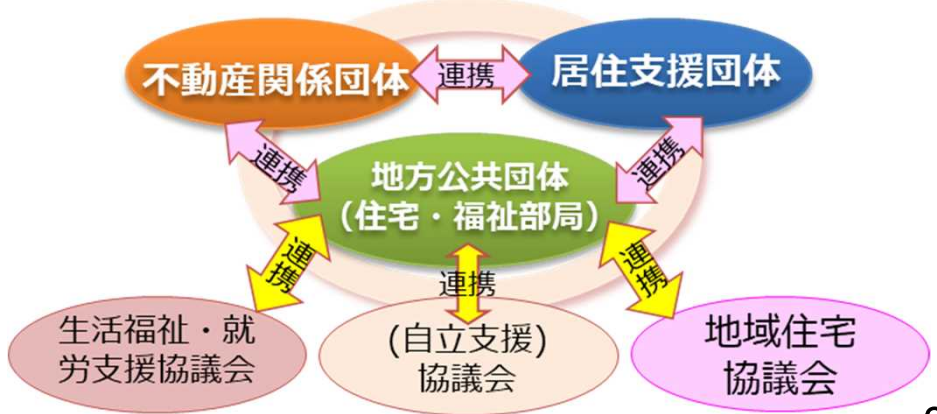 不動産関係団体
連携
居住支援団体
連携
地方公共団体
(住宅・福祉部局)
連携
連携
連携
連携
生活福祉・就
労支援協議会
(自立支援)
協議会
地域住宅
協議会